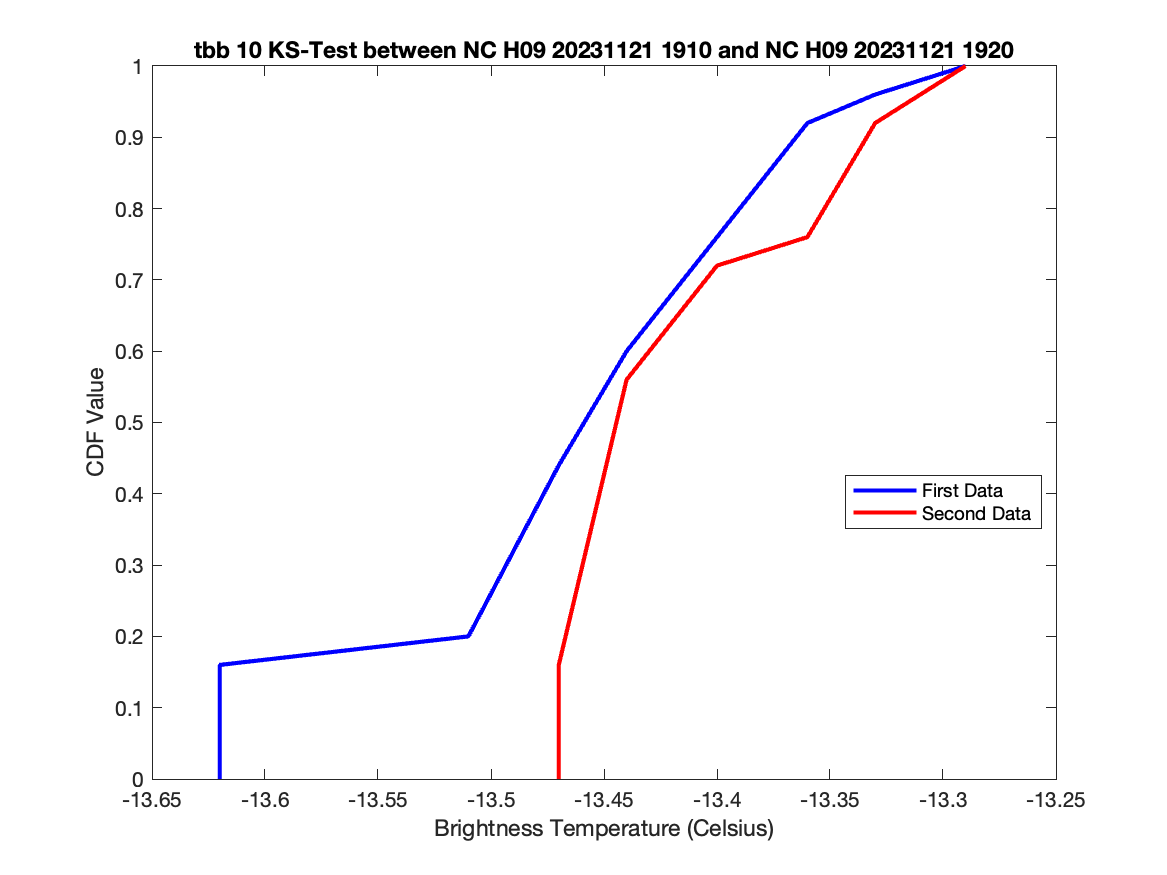 tbb 10 KS-Test between NC H09 20231121 1910 and NC H09 20231121 1920
1
0.9
0.8
0.7
0.6
0.5
0.4
0.3
0.2
0.1
0
CDF Value
First Data
Second Data
-13.65 -13.6 -13.55 -13.5 -13.45 -13.4 -13.35 -13.3 -13.25
Brightness Temperature (Celsius)